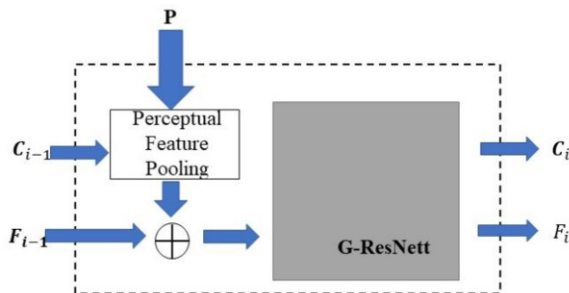 P
Perceptual
Feature
Pooling
C_{i-1}
C_i
F_{i-1}
F_i
G-ResNett